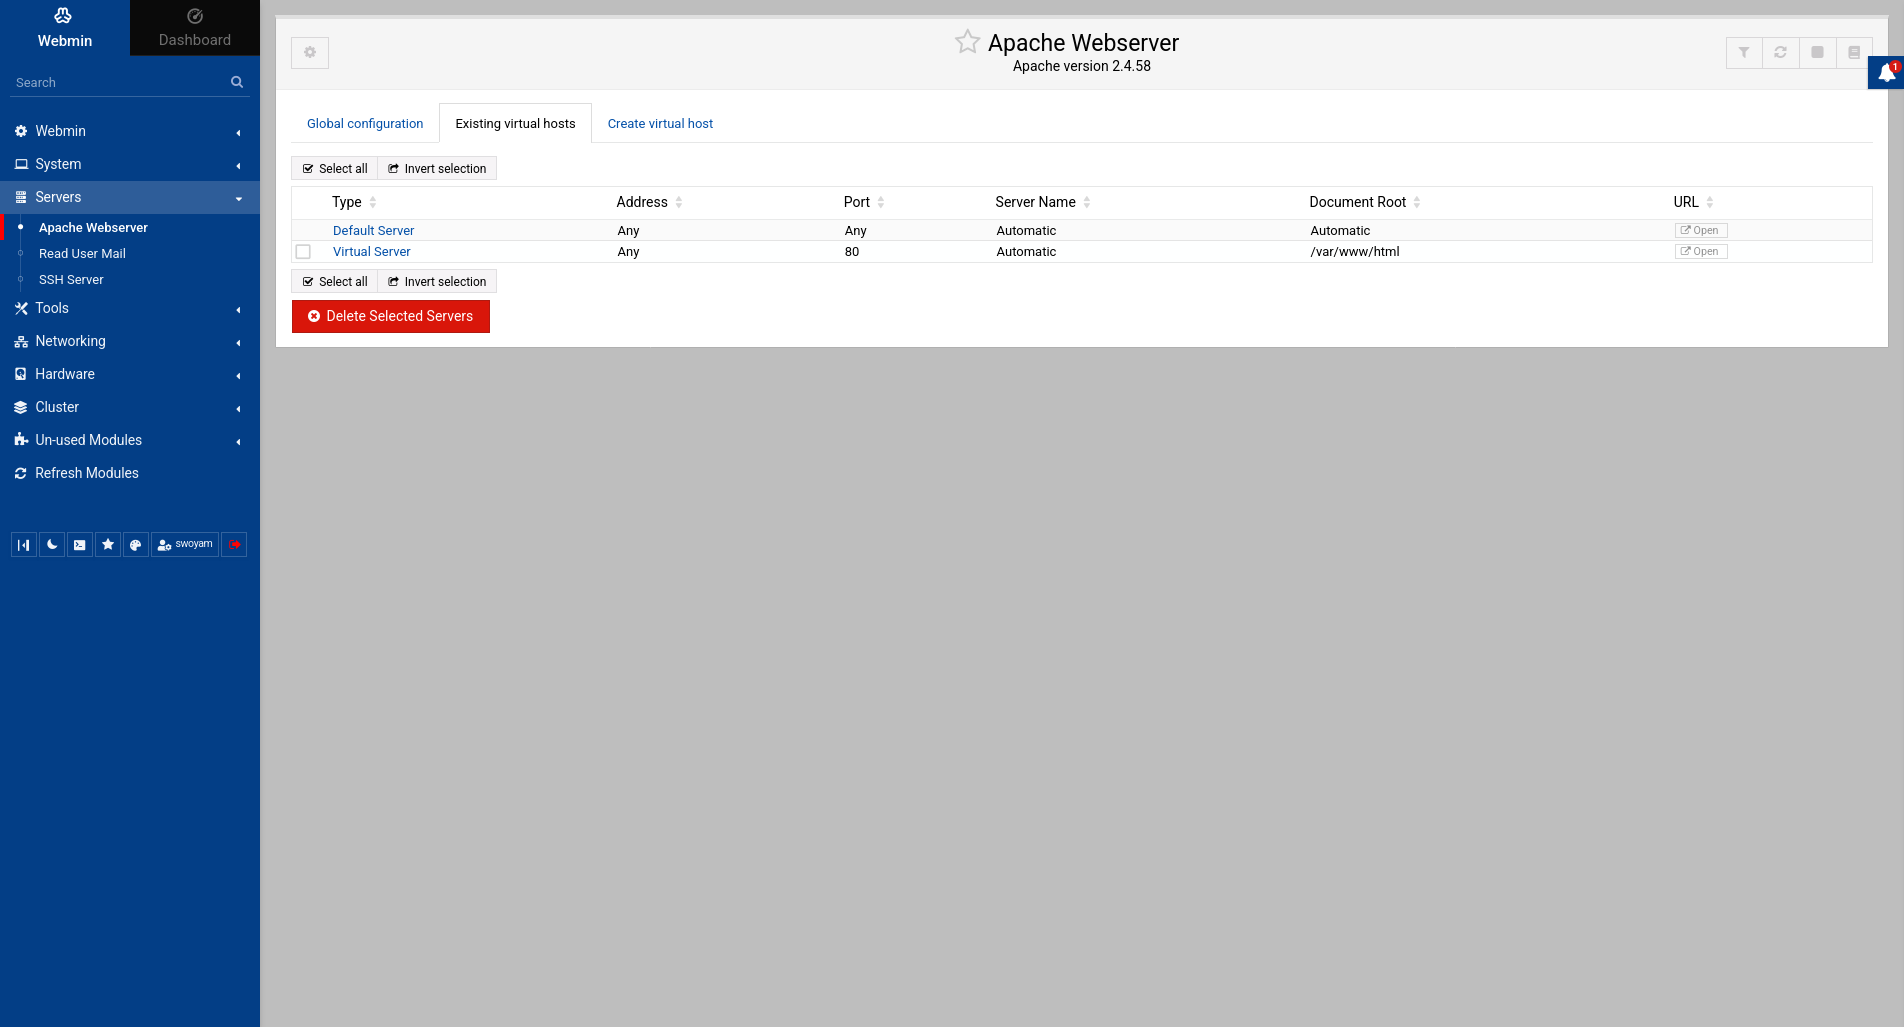 Webmin
Dashboard
Search
Webmin
System
Servers
Apache Webserver
Read User Mail
SSH Server
Tools
Networking
Hardware
Cluster
Un-used Modules
Refresh Modules
swoyam
Apache Webserver
Apache version 2.4.58
1
Global configuration Existing virtual hosts Create virtual host
Select all Invert selection
Type Address Port Server Name Document Root URL
Default Server Any Any Automatic Automatic Open
Virtual Server Any 80 Automatic /var/www/html Open
Select all Invert selection
Delete Selected Servers